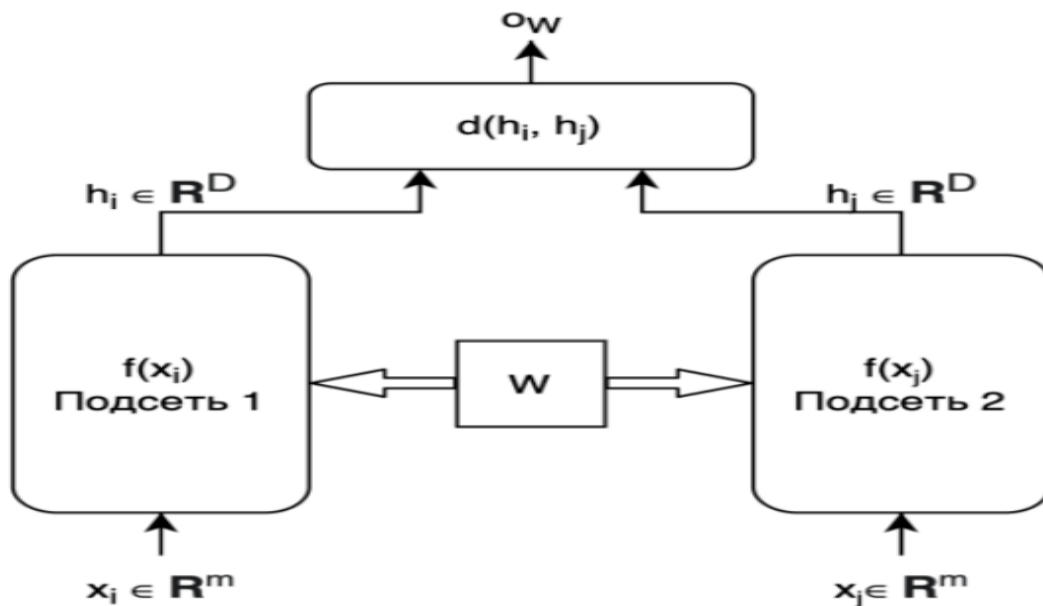 o_W
d(h_i, h_j)
h_i ∈ R^D
h_j ∈ R^D
f(x_i)
Подсеть 1
W
f(x_j)
Подсеть 2
x_i ∈ R^m
x_j ∈ R^m